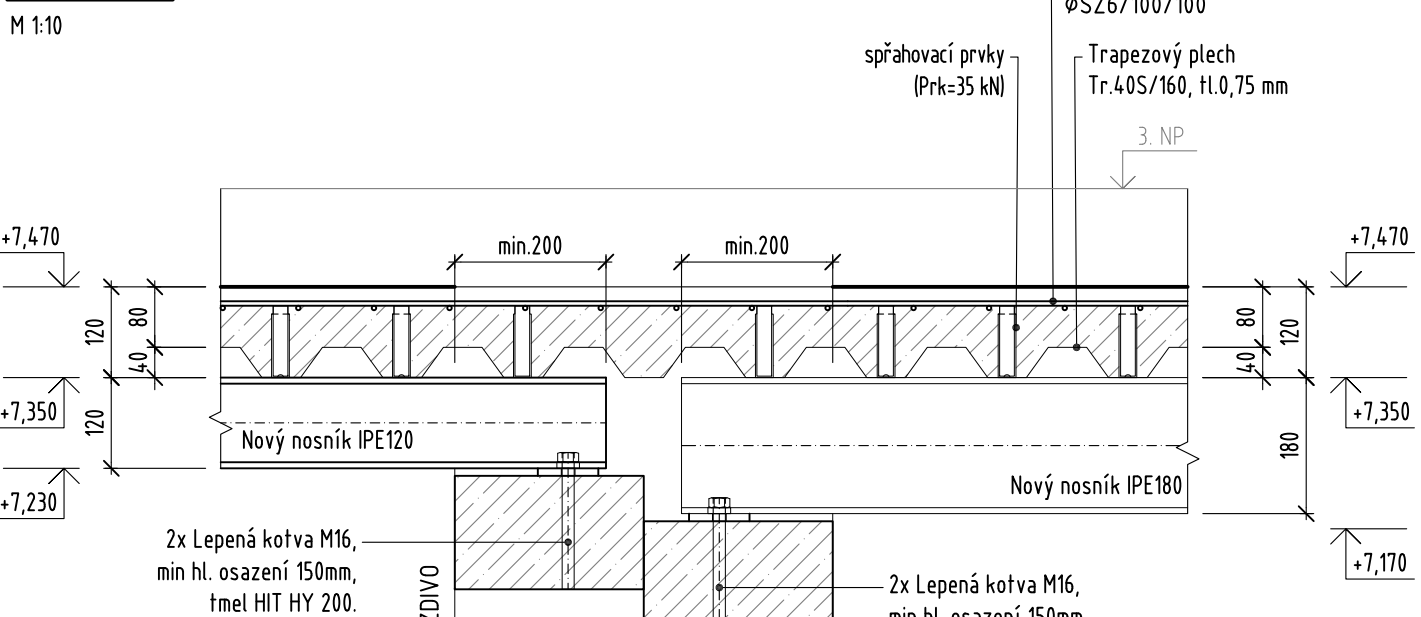 M 1:10
ØSZ6/100/100
spřahovací prvky
(Prk=35 kN)
Trapezový plech
Tr.40S/160, tl.0,75 mm
3. NP
+7,470
min.200
min.200
+7,470
120
80
40
80
120
40
+7,350
120
+7,350
180
Nový nosník IPE120
Nový nosník IPE180
+7,230
+7,170
2x Lepená kotva M16,
min hl. osazení 150mm,
tmel HIT HY 200.
ZDIVO
2x Lepená kotva M16,
min hl. osazení 150mm